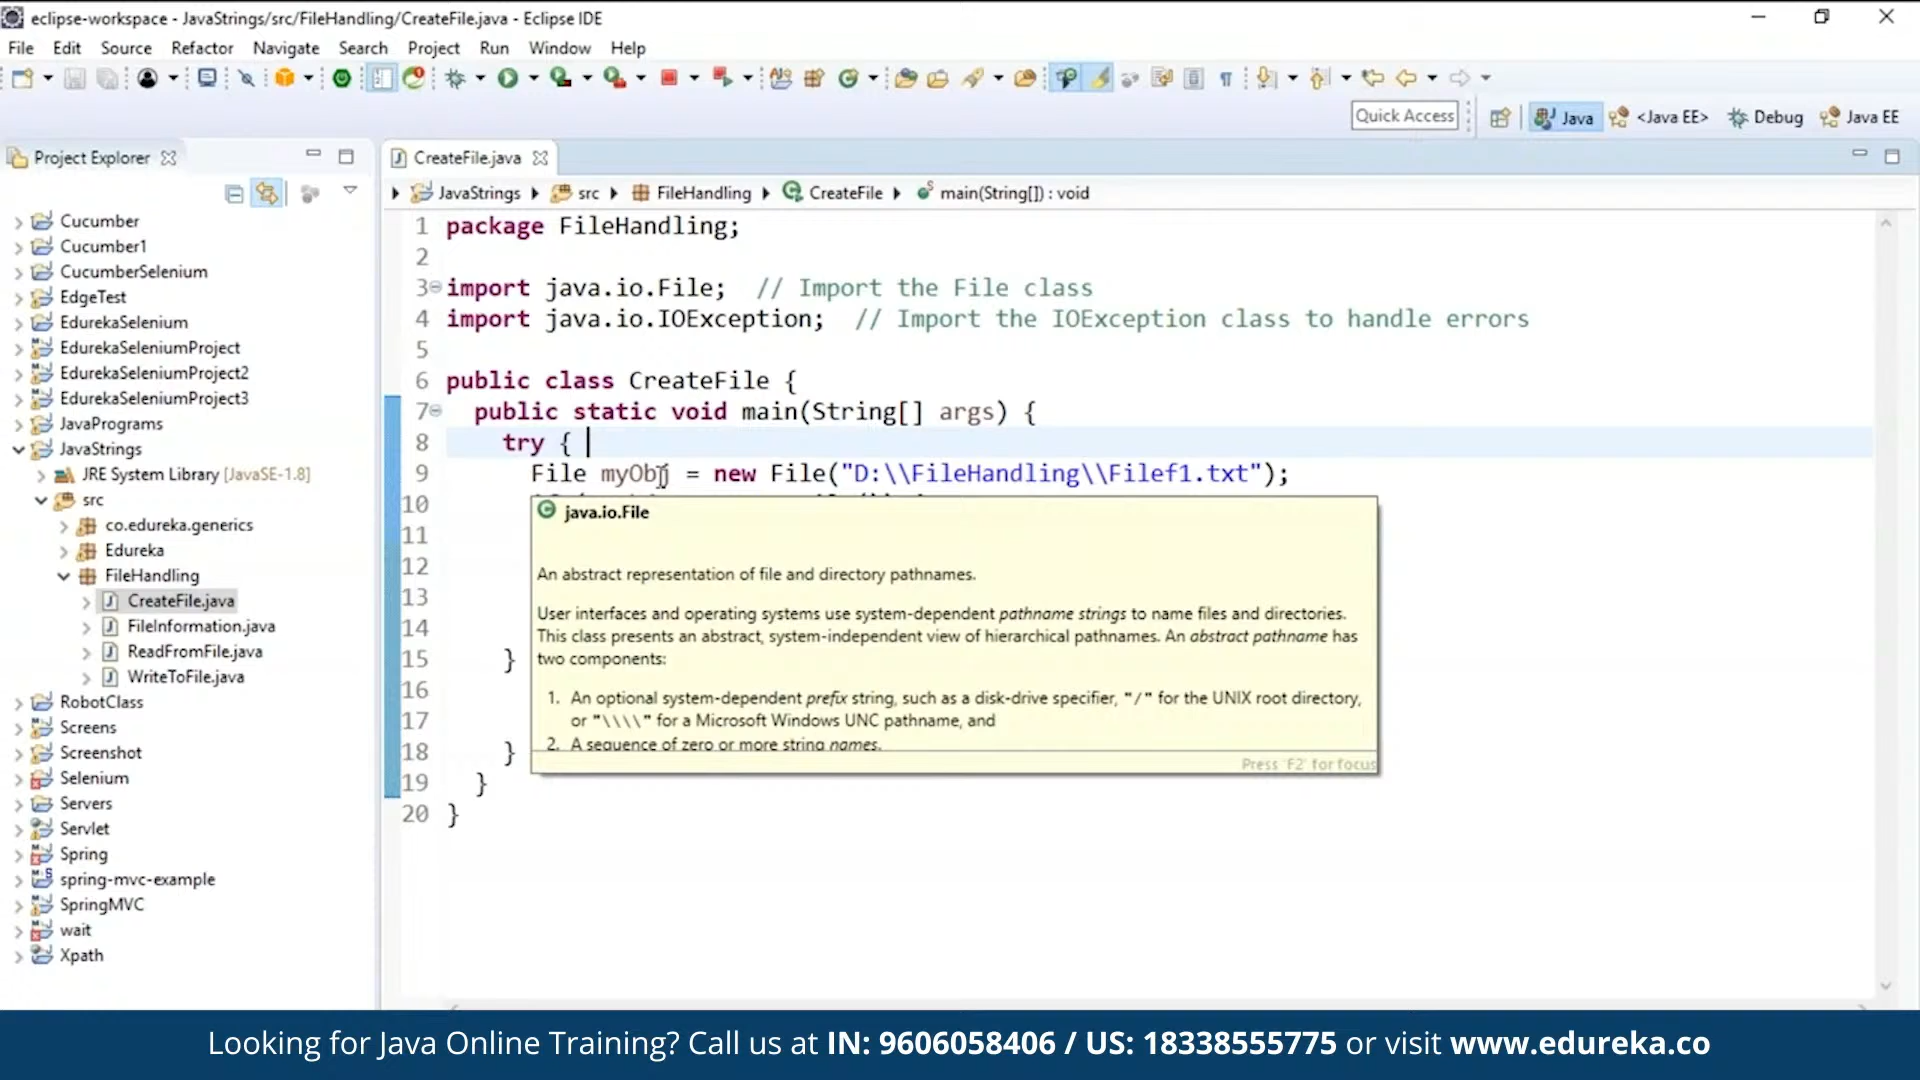 eclipse-workspace - JavaStrings/src/FileHandling/CreateFile.java - Eclipse IDE
File Edit Source Refactor Navigate Search Project Run Window Help
Quick Access Java <Java EE> Debug Java EE
Project Explorer
CreateFile.java
JavaStrings src FileHandling CreateFile main(String[]) : void
Cucumber
Cucumber1
CucumberSelenium
EdgeTest
EdurekaSelenium
EdurekaSeleniumProject
EdurekaSeleniumProject2
EdurekaSeleniumProject3
JavaPrograms
JavaStrings
JRE System Library [JavaSE-1.8]
src
co.edureka.generics
Edureka
FileHandling
CreateFile.java
FileInformation.java
ReadFromFile.java
WriteToFile.java
RobotClass
Screens
Screenshot
Selenium
Servers
Servlet
Spring
spring-mvc-example
SpringMVC
wait
Xpath
1 package FileHandling;
2
3 import java.io.File;  // Import the File class
4 import java.io.IOException;  // Import the IOException class to handle errors
5
6 public class CreateFile {
7 public static void main(String[] args) {
8 try {
9 File myObj = new File("D:\\FileHandling\\Filef1.txt");
10
11
12
13
14
15 }
16
17
18 }
19 }
20 }
java.io.File
An abstract representation of file and directory pathnames.
User interfaces and operating systems use system-dependent pathname strings to name files and directories.
This class presents an abstract, system-independent view of hierarchical pathnames. An abstract pathname has
two components:
1. An optional system-dependent prefix string, such as a disk-drive specifier, "/" for the UNIX root directory,
or "\\\\" for a Microsoft Windows UNC pathname, and
2. A sequence of zero or more string names.
Press 'F2' for focus
Looking for Java Online Training? Call us at IN: 9606058406 / US: 18338555775 or visit www.edureka.co